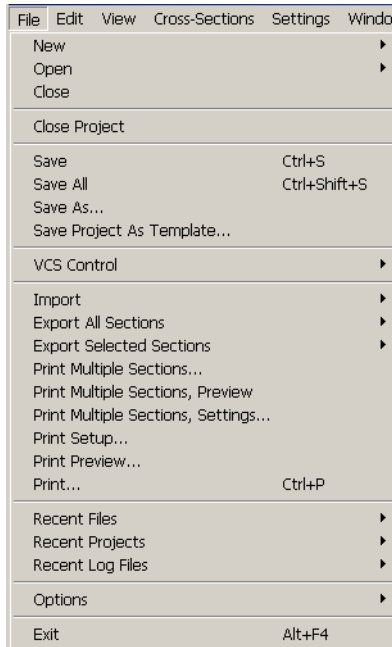 File Edit View Cross-Sections Settings Windo
New
Open
Close
Close Project
Save Ctrl+S
Save All Ctrl+Shift+S
Save As...
Save Project As Template...
VCS Control
Import
Export All Sections
Export Selected Sections
Print Multiple Sections...
Print Multiple Sections, Preview
Print Multiple Sections, Settings...
Print Setup...
Print Preview...
Print... Ctrl+P
Recent Files
Recent Projects
Recent Log Files
Options
Exit Alt+F4